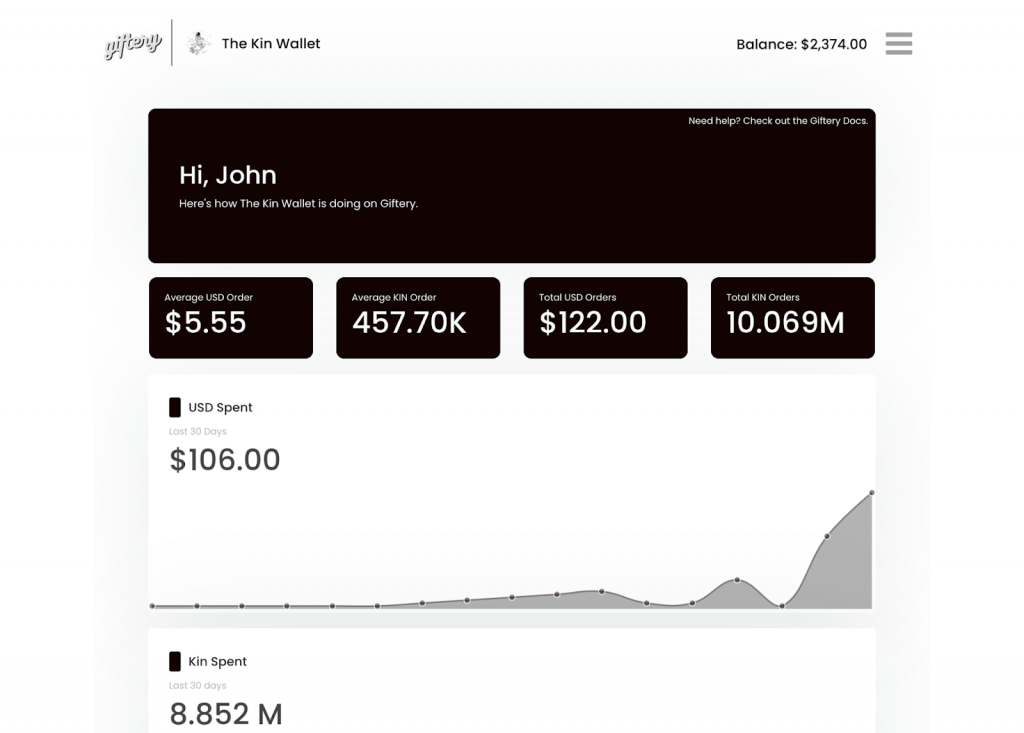 giftery
The Kin Wallet
Balance: $2,374.00
Need help? Check out the Giftery Docs.
Hi, John
Here's how The Kin Wallet is doing on Giftery.
Average USD Order
$5.55
Average KIN Order
457.70K
Total USD Orders
$122.00
Total KIN Orders
10.069M
USD Spent
Last 30 Days
$106.00
Kin Spent
Last 30 days
8.852 M